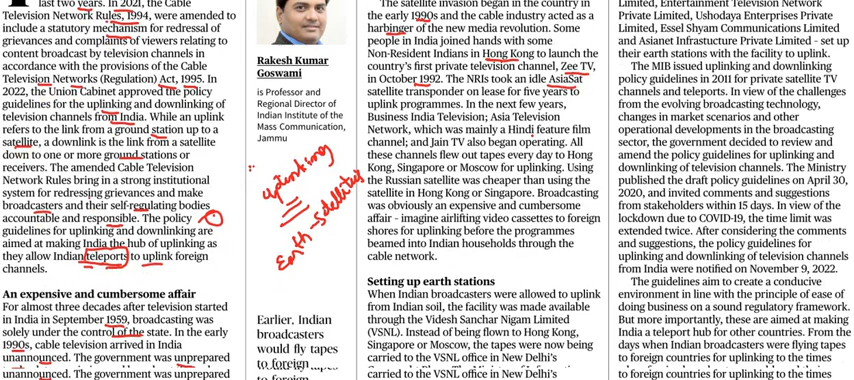 last two years. In 2021, the Cable
Television Network Rules, 1994, were amended to
include a statutory mechanism for redressal of
grievances and complaints of viewers relating to
content broadcast by television channels in
accordance with the provisions of the Cable
Television Networks (Regulation) Act, 1995. In
2022, the Union Cabinet approved the policy
guidelines for the uplinking and downlinking of
television channels from India. While an uplink
refers to the link from a ground station up to a
satellite, a downlink is the link from a satellite
down to one or more ground stations or
receivers. The amended Cable Television
Network Rules bring in a strong institutional
system for redressing grievances and make
broadcasters and their self-regulating bodies
accountable and responsible. The policy
guidelines for uplinking and downlinking are
aimed at making India the hub of uplinking as
they allow Indian teleports to uplink foreign
channels.
An expensive and cumbersome affair
For almost three decades after television started
in India in September 1959, broadcasting was
solely under the control of the state. In the early
1990s, cable television arrived in India
unannounced. The government was unprepared
unannounced. The government was unprepared
Rakesh Kumar
Goswami
is Professor and
Regional Director of
Indian Institute of the
Mass Communication,
Jammu
uplinking
Earth - satellites
Earlier, Indian
broadcasters
would fly tapes
to foreign
to foreign
The satellite invasion began in the country in
the early 1990s and the cable industry acted as a
harbinger of the new media revolution. Some
people in India joined hands with some
Non-Resident Indians in Hong Kong to launch the
country's first private television channel, Zee TV,
in October 1992. The NRIs took an idle AsiaSat
satellite transponder on lease for five years to
uplink programmes. In the next few years,
Business India Television; Asia Television
Network, which was mainly a Hindi feature film
channel; and Jain TV also began operating. All
these channels flew out tapes every day to Hong
Kong, Singapore or Moscow for uplinking. Using
the Russian satellite was cheaper than using the
satellite in Hong Kong or Singapore. Broadcasting
was obviously an expensive and cumbersome
affair – imagine airlifting video cassettes to foreign
shores for uplinking before the programmes
beamed into Indian households through the
cable network.
Setting up earth stations
When Indian broadcasters were allowed to uplink
from Indian soil, the facility was made available
through the Videsh Sanchar Nigam Limited
(VSNL). Instead of being flown to Hong Kong,
Singapore or Moscow, the tapes were now being
carried to the VSNL office in New Delhi's
carried to the VSNL office in New Delhi's
Limited, Entertainment Television Network
Private Limited, Ushodaya Enterprises Private
Limited, Essel Shyam Communications Limited
and Asianet Infrastructure Private Limited – set up
their earth stations with the facility to uplink.
The MIB issued uplinking and downlinking
policy guidelines in 2011 for private satellite TV
channels and teleports. In view of the challenges
from the evolving broadcasting technology,
changes in market scenarios and other
operational developments in the broadcasting
sector, the government decided to review and
amend the policy guidelines for uplinking and
downlinking of television channels. The Ministry
published the draft policy guidelines on April 30,
2020, and invited comments and suggestions
from stakeholders within 15 days. In view of the
lockdown due to COVID-19, the time limit was
extended twice. After considering the comments
and suggestions, the policy guidelines for
uplinking and downlinking of television channels
from India were notified on November 9, 2022.
The guidelines aim to create a conducive
environment in line with the principle of ease of
doing business on a sound regulatory framework.
But more importantly, these are aimed at making
India a teleport hub for other countries. From the
days when Indian broadcasters were flying tapes
to foreign countries for uplinking to the times
to foreign countries for uplinking to the times